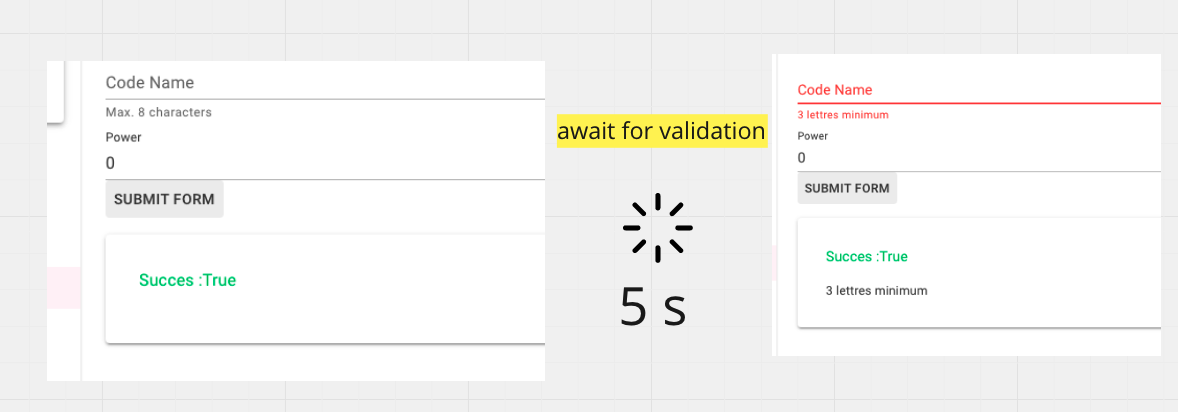 Code Name
Max. 8 characters
Power
0
SUBMIT FORM
Succes :True
await for validation
5 s
Code Name
3 lettres minimum
Power
0
SUBMIT FORM
Succes :True
3 lettres minimum